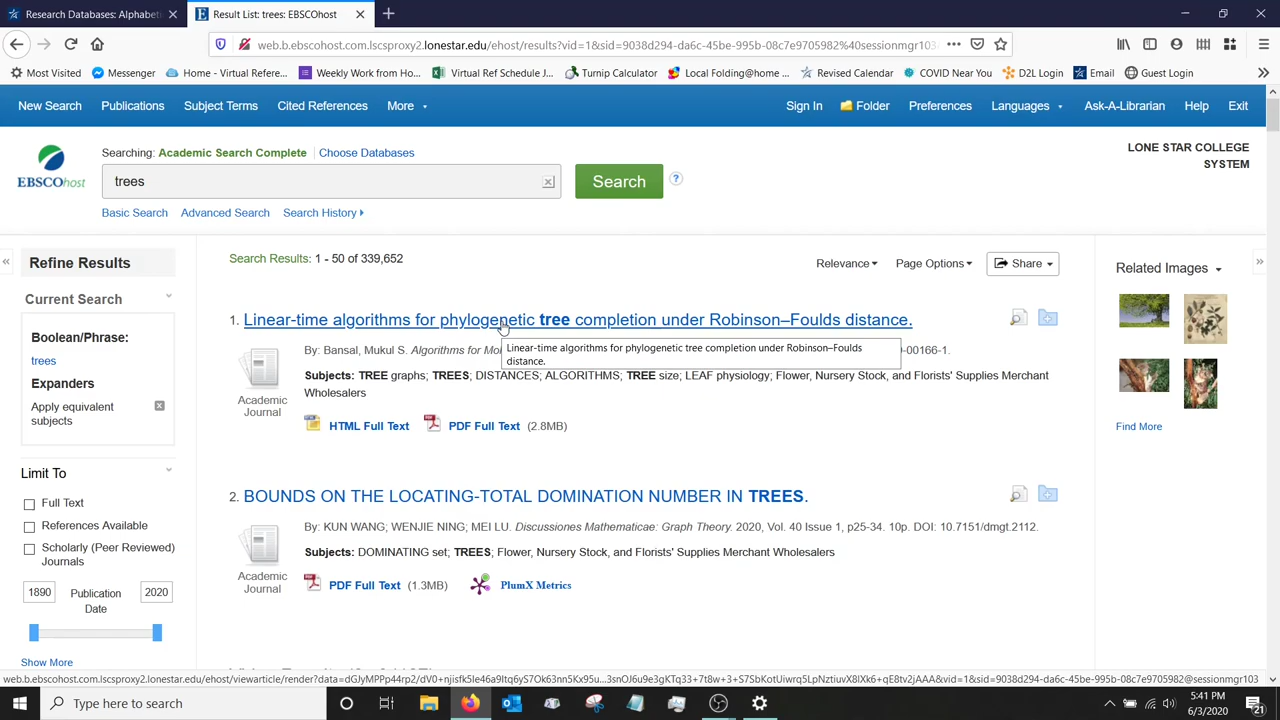 Research Databases: Alphabeti
Result List: trees: EBSCOhost
web.b.ebscohost.com.lscsproxy2.lonestar.edu/ehost/results?vid=1&sid=9038d294-da6c-45be-995b-08c7e9705982%40sessionmgr103
Most Visited
Messenger
Home - Virtual Refere...
Weekly Work from Ho...
Virtual Ref Schedule J...
Turnip Calculator
Local Folding@home ...
Revised Calendar
COVID Near You
D2L Login
Email
Guest Login
New Search
Publications
Subject Terms
Cited References
More
Sign In
Folder
Preferences
Languages
Ask-A-Librarian
Help
Exit
EBSCOhost
Searching: Academic Search Complete
Choose Databases
trees
Search
?
Basic Search
Advanced Search
Search History
LONE STAR COLLEGE
SYSTEM
Refine Results
Current Search
Boolean/Phrase:
trees
Expanders
Apply equivalent
subjects
Limit To
Full Text
References Available
Scholarly (Peer Reviewed)
Journals
1890
Publication
Date
2020
Show More
Search Results: 1 - 50 of 339,652
Relevance
Page Options
Share
1. Linear-time algorithms for phylogenetic tree completion under Robinson–Foulds distance.
Linear-time algorithms for phylogenetic tree completion under Robinson–Foulds
distance.
By: Bansal, Mukul S. Algorithms for Mol
-00166-1.
Subjects: TREE graphs; TREES; DISTANCES; ALGORITHMS; TREE size; LEAF physiology; Flower, Nursery Stock, and Florists' Supplies Merchant
Wholesalers
Academic
Journal
HTML Full Text
PDF Full Text (2.8MB)
2. BOUNDS ON THE LOCATING-TOTAL DOMINATION NUMBER IN TREES.
By: KUN WANG; WENJIE NING; MEI LU. Discussiones Mathematicae: Graph Theory. 2020, Vol. 40 Issue 1, p25-34. 10p. DOI: 10.7151/dmgt.2112.
Subjects: DOMINATING set; TREES; Flower, Nursery Stock, and Florists' Supplies Merchant Wholesalers
Academic
Journal
PDF Full Text (1.3MB)
PlumX Metrics
Related Images
Find More
Type here to search
5:41 PM
6/3/2020
21